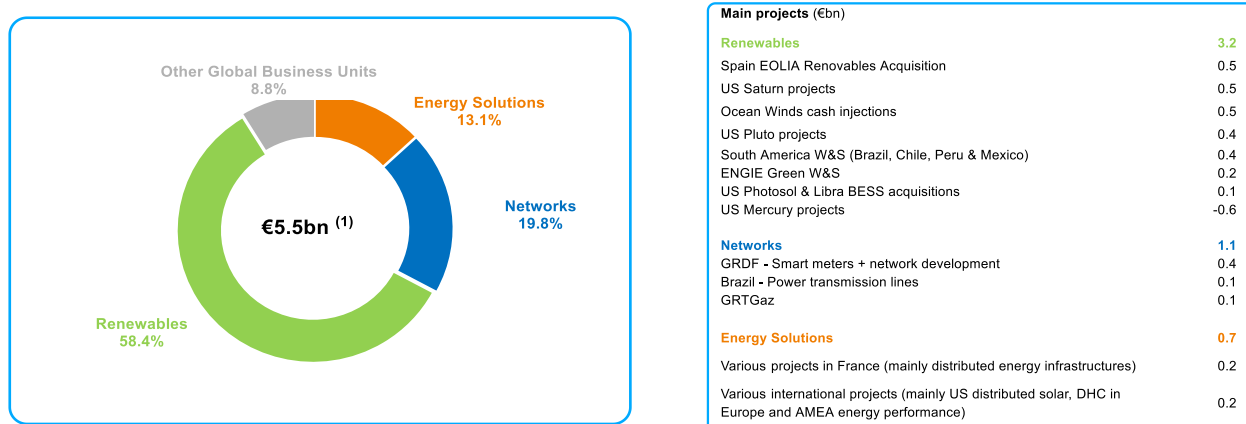 Other Global Business Units
8.8%
Energy Solutions
13.1%
Networks
19.8%
€5.5bn (1)
Renewables
58.4%
Main projects (€bn)
Renewables 3.2
Spain EOLIA Renovables Acquisition 0.5
US Saturn projects 0.5
Ocean Winds cash injections 0.5
US Pluto projects 0.4
South America W&S (Brazil, Chile, Peru & Mexico) 0.4
ENGIE Green W&S 0.2
US Photosol & Libra BESS acquisitions 0.1
US Mercury projects -0.6
Networks 1.1
GRDF - Smart meters + network development 0.4
Brazil - Power transmission lines 0.1
GRTGaz 0.1
Energy Solutions 0.7
Various projects in France (mainly distributed energy infrastructures) 0.2
Various international projects (mainly US distributed solar, DHC in
Europe and AMEA energy performance) 0.2